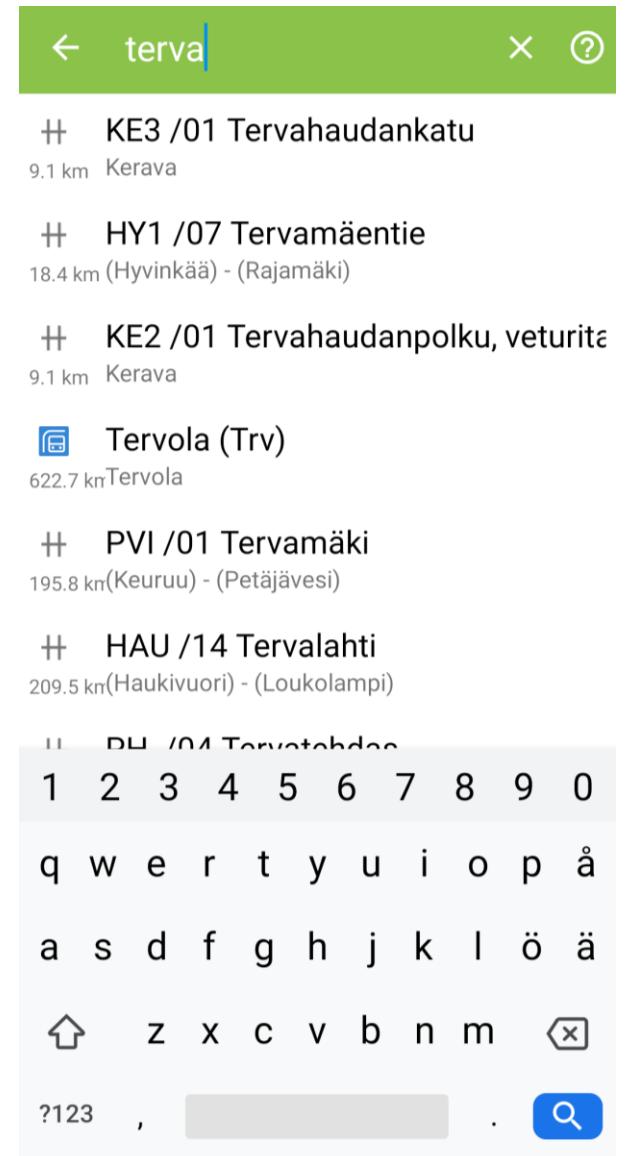 terva
KE3 /01 Tervahaudankatu
9.1 km Kerava
HY1 /07 Tervamäentie
18.4 km (Hyvinkää) - (Rajamäki)
KE2 /01 Tervahaudanpolku, veturita
9.1 km Kerava
Tervola (Trv)
622.7 km Tervola
PVI /01 Tervamäki
195.8 km (Keuruu) - (Petäjävesi)
HAU /14 Tervalahti
209.5 km (Haukivuori) - (Loukolampi)
/04 Tervatehdas
1 2 3 4 5 6 7 8 9 0
q w e r t y u i o p å
a s d f g h j k l ö ä
z x c v b n m
?123 , .